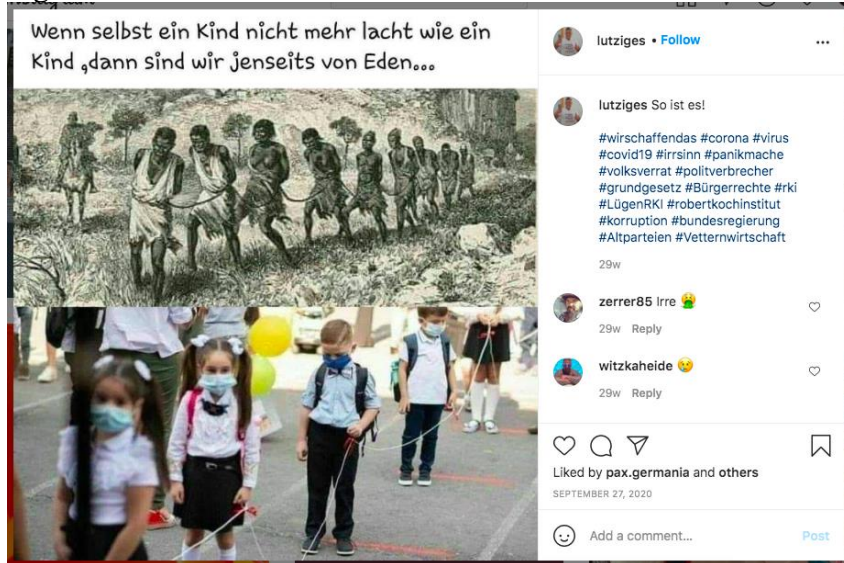 Wenn selbst ein Kind nicht mehr lacht wie ein
Kind ,dann sind wir jenseits von Eden...
lutziges • Follow
lutziges So ist es!
#wirschaffendas #corona #virus
#covid19 #irrsinn #panikmache
#volksverrat #politverbrecher
#grundgesetz #Bürgerrechte #rki
#LügenRKI #robertkochinstitut
#korruption #bundesregierung
#Altparteien #Vetternwirtschaft
29w
zerrer85 Irre 🤮
29w Reply
witzkaheide 😢
29w Reply
Liked by pax.germania and others
SEPTEMBER 27, 2020
Add a comment...
Post